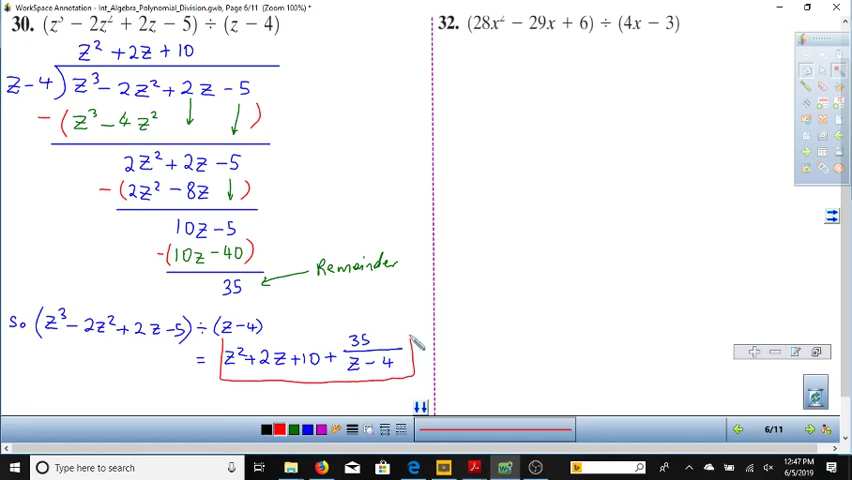 WorkSpace Annotation - Int_Algebra_Polynomial_Division.gwb, Page 6/11 (Zoom 100%) *
30. (z³ − 2z² + 2z − 5) ÷ (z − 4)
z² + 2z + 10
z − 4 ) z³ − 2z² + 2z − 5
− ( z³ − 4z² ↓ ↓ )
2z² + 2z − 5
− ( 2z² − 8z ↓ )
10z − 5
− ( 10z − 40 )
35 ← Remainder
So (z³ − 2z² + 2z − 5) ÷ (z − 4)
= z² + 2z + 10 + 35/(z − 4)
32. (28x² − 29x + 6) ÷ (4x − 3)
6/11
Type here to search
12:47 PM
6/5/2019